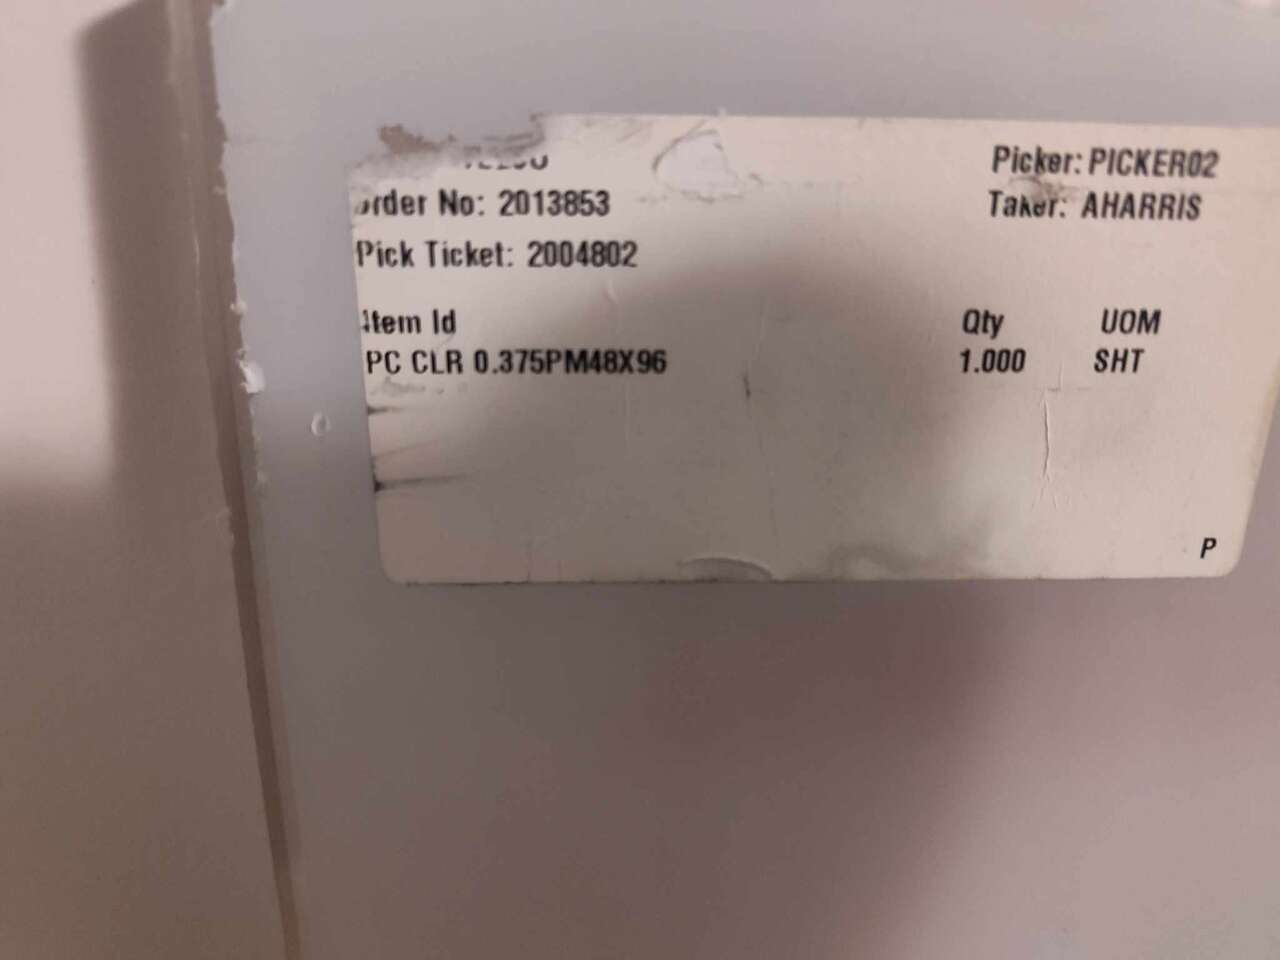 Picker: PICKER02
Order No: 2013853 Taker: AHARRIS
Pick Ticket: 2004802
Item Id Qty UOM
PC CLR 0.375PM48X96 1.000 SHT
P